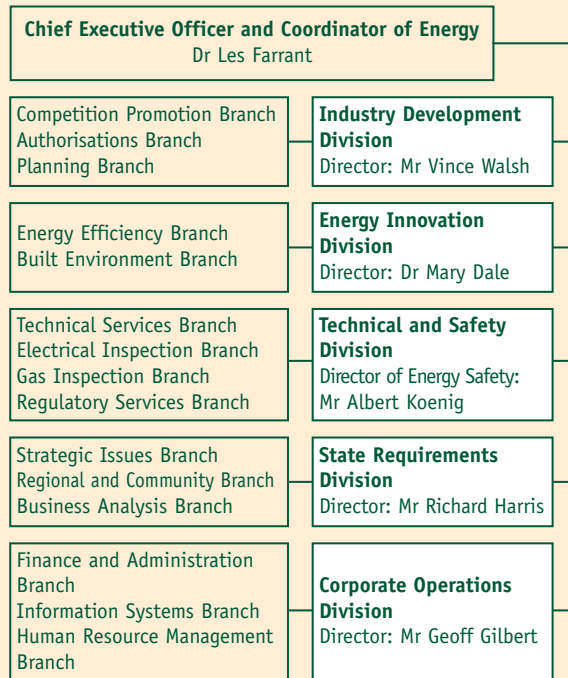 Chief Executive Officer and Coordinator of Energy
Dr Les Farrant
Competition Promotion Branch
Authorisations Branch
Planning Branch
Industry Development
Division
Director: Mr Vince Walsh
Energy Efficiency Branch
Built Environment Branch
Energy Innovation
Division
Director: Dr Mary Dale
Technical Services Branch
Electrical Inspection Branch
Gas Inspection Branch
Regulatory Services Branch
Technical and Safety
Division
Director of Energy Safety:
Mr Albert Koenig
Strategic Issues Branch
Regional and Community Branch
Business Analysis Branch
State Requirements
Division
Director: Mr Richard Harris
Finance and Administration
Branch
Information Systems Branch
Human Resource Management
Branch
Corporate Operations
Division
Director: Mr Geoff Gilbert